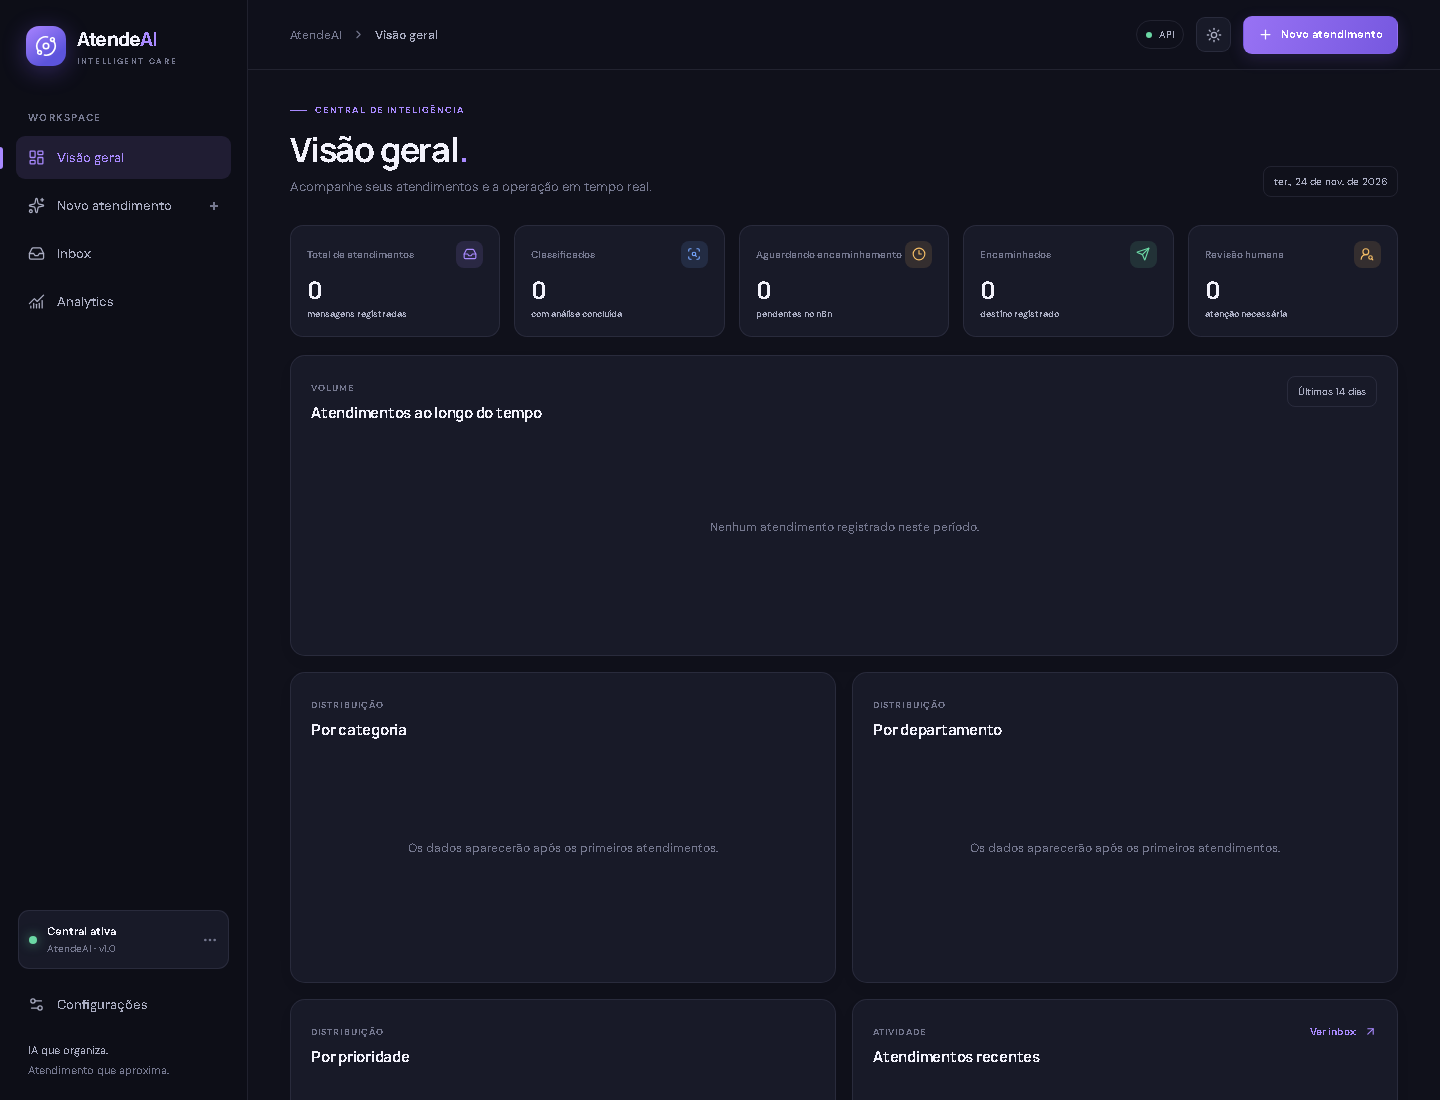 AtendeAI
INTELLIGENT CARE
WORKSPACE
Visão geral
Novo atendimento
Inbox
Analytics
Central ativa
AtendeAI · v1.0
Configurações
IA que organiza.
Atendimento que aproxima.
AtendeAI
Visão geral
API
Novo atendimento
CENTRAL DE INTELIGÊNCIA
Visão geral.
Acompanhe seus atendimentos e a operação em tempo real.
ter., 24 de nov. de 2026
Total de atendimentos
0
mensagens registradas
Classificados
0
com análise concluída
Aguardando encaminhamento
0
pendentes no n8n
Encaminhados
0
destino registrado
Revisão humana
0
atenção necessária
VOLUME
Atendimentos ao longo do tempo
Últimos 14 dias
Nenhum atendimento registrado neste período.
DISTRIBUIÇÃO
Por categoria
Os dados aparecerão após os primeiros atendimentos.
DISTRIBUIÇÃO
Por departamento
Os dados aparecerão após os primeiros atendimentos.
DISTRIBUIÇÃO
Por prioridade
ATIVIDADE
Atendimentos recentes
Ver inbox